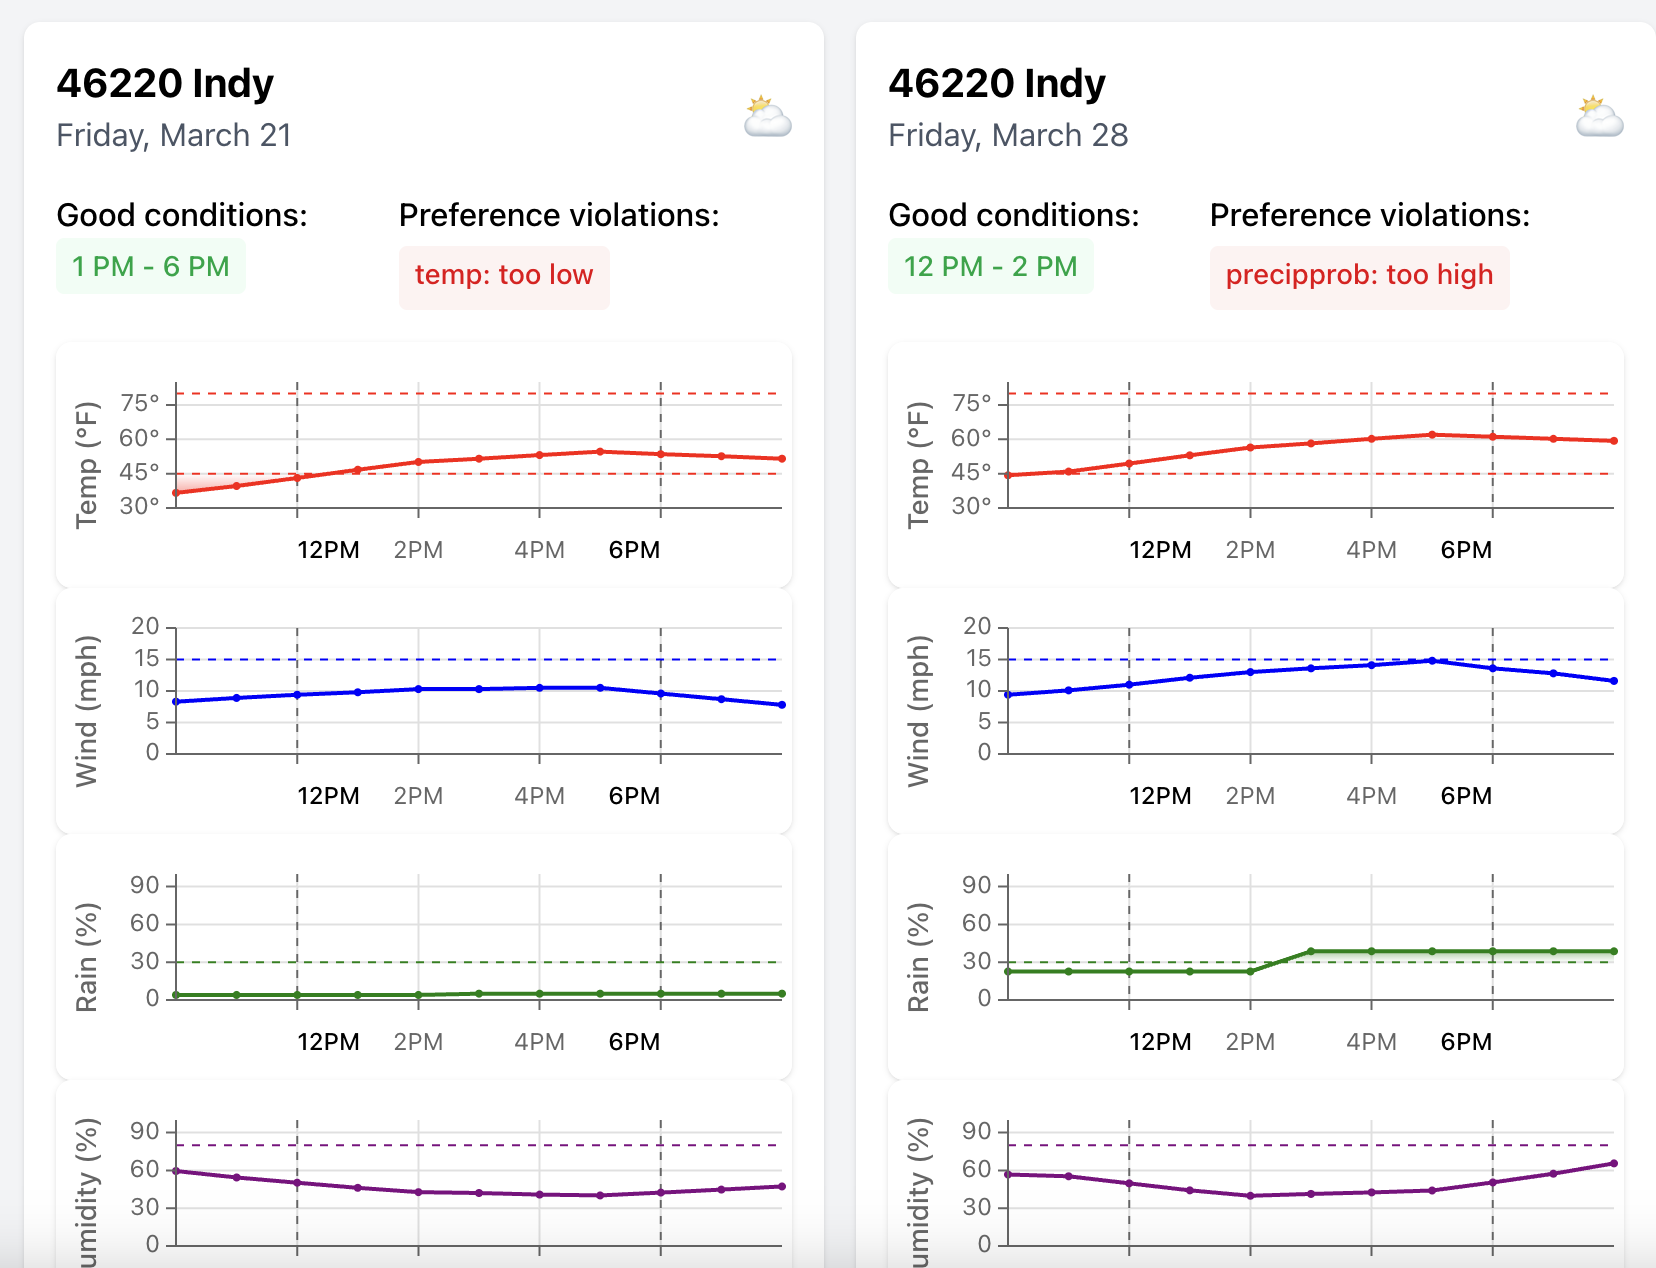 46220 Indy
Friday, March 21
Good conditions:
1 PM - 6 PM
Preference violations:
temp: too low
Temp (°F)
75°
60°
45°
30°
12PM 2PM 4PM 6PM
Wind (mph)
20
15
10
5
0
12PM 2PM 4PM 6PM
Rain (%)
90
60
30
0
12PM 2PM 4PM 6PM
umidity (%)
90
60
30
0
46220 Indy
Friday, March 28
Good conditions:
12 PM - 2 PM
Preference violations:
precipprob: too high
Temp (°F)
75°
60°
45°
30°
12PM 2PM 4PM 6PM
Wind (mph)
20
15
10
5
0
12PM 2PM 4PM 6PM
Rain (%)
90
60
30
0
12PM 2PM 4PM 6PM
umidity (%)
90
60
30
0